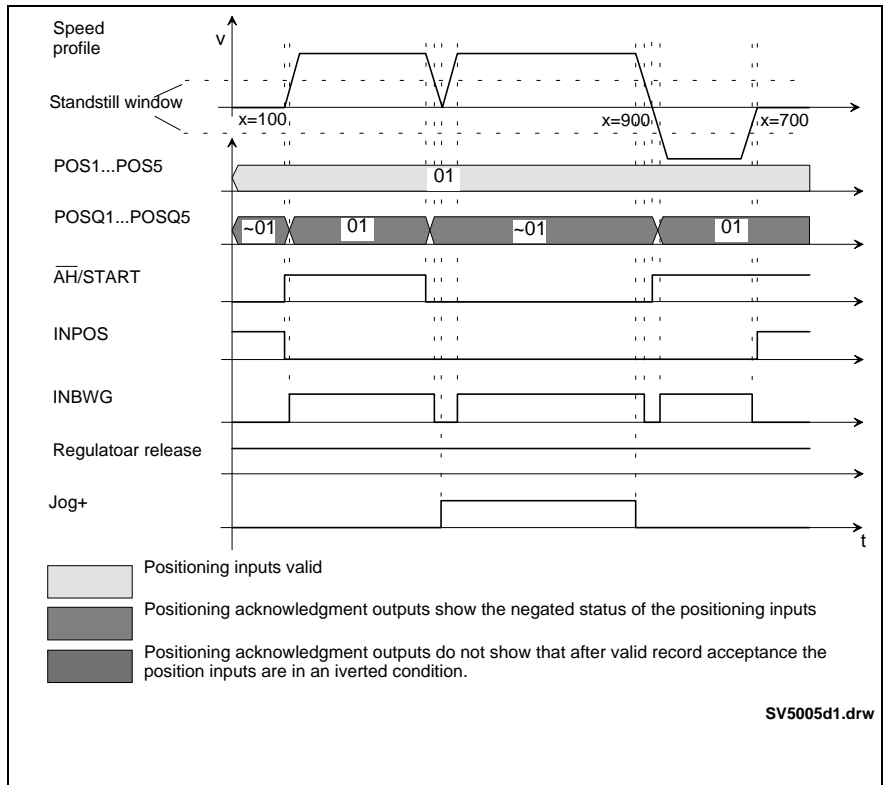 Speed
profile
v
Standstill window
x=100
x=900
x=700
POS1...POS5
01
POSQ1...POSQ5
~01
01
~01
01
AH/START
INPOS
INBWG
Regulatoar release
Jog+
t
Positioning inputs valid
Positioning acknowledgment outputs show the negated status of the positioning inputs
Positioning acknowledgment outputs do not show that after valid record acceptance the
position inputs are in an iverted condition.
SV5005d1.drw